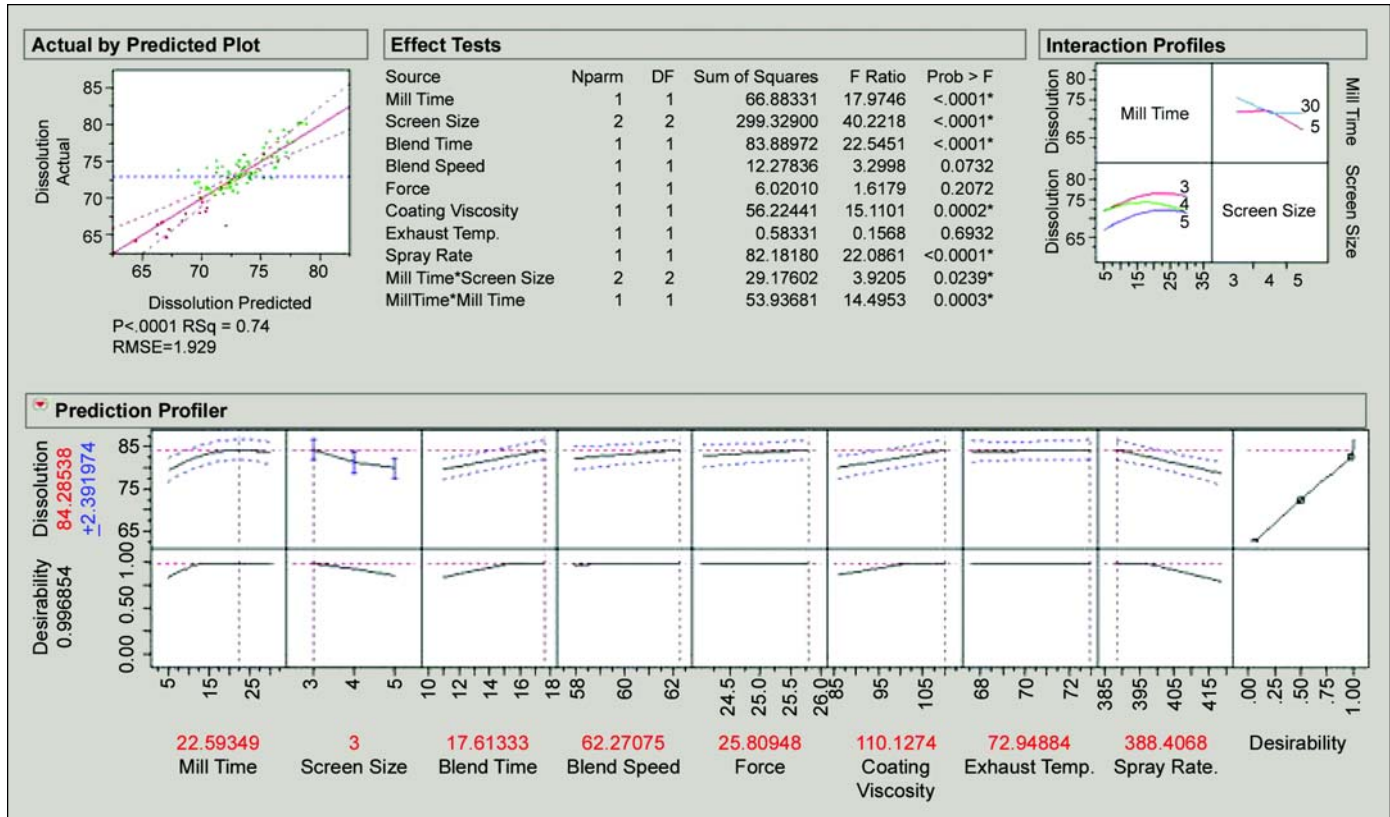 Actual by Predicted Plot
85
80
75
70
65
Dissolution
Actual
65 70 75 80
Dissolution Predicted
P<.0001 RSq = 0.74
RMSE=1.929
Effect Tests
Source Nparm DF Sum of Squares F Ratio Prob > F
Mill Time 1 1 66.88331 17.9746 <.0001*
Screen Size 2 2 299.32900 40.2218 <.0001*
Blend Time 1 1 83.88972 22.5451 <.0001*
Blend Speed 1 1 12.27836 3.2998 0.0732
Force 1 1 6.02010 1.6179 0.2072
Coating Viscosity 1 1 56.22441 15.1101 0.0002*
Exhaust Temp. 1 1 0.58331 0.1568 0.6932
Spray Rate 1 1 82.18180 22.0861 <0.0001*
Mill Time*Screen Size 2 2 29.17602 3.9205 0.0239*
MillTime*Mill Time 1 1 53.93681 14.4953 0.0003*
Interaction Profiles
Dissolution
80
75
65
Mill Time
30
5
Mill Time
Dissolution
80
75
65
3
4
5
Screen Size
Screen Size
5 15 25 35
3 4 5
Prediction Profiler
Dissolution
84.28538
±2.391974
85
75
65
Desirability
0.996854
0.00 0.50 1.00
5 15 25
3 4 5
10 12 14 16 18
58 60 62
24.5 25.0 25.5 26.0
85 95 105
68 70 72
385 395 405 415
.00 .25 .50 .75 1.00
22.59349 3 17.61333 62.27075 25.80948 110.1274 72.94884 388.4068 Desirability
Mill Time Screen Size Blend Time Blend Speed Force Coating Exhaust Temp. Spray Rate.
Viscosity